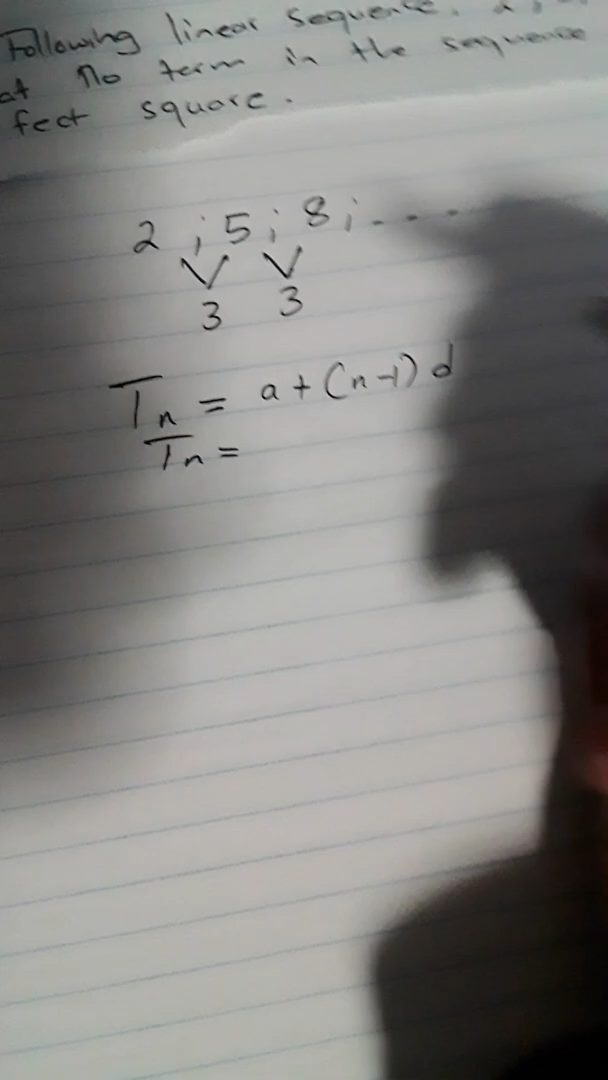 Following linear sequence.
at no term in the sequence
fect square.
2 ; 5 ; 8 ; ....
3 3
Tn = a + (n-1) d
Tn =